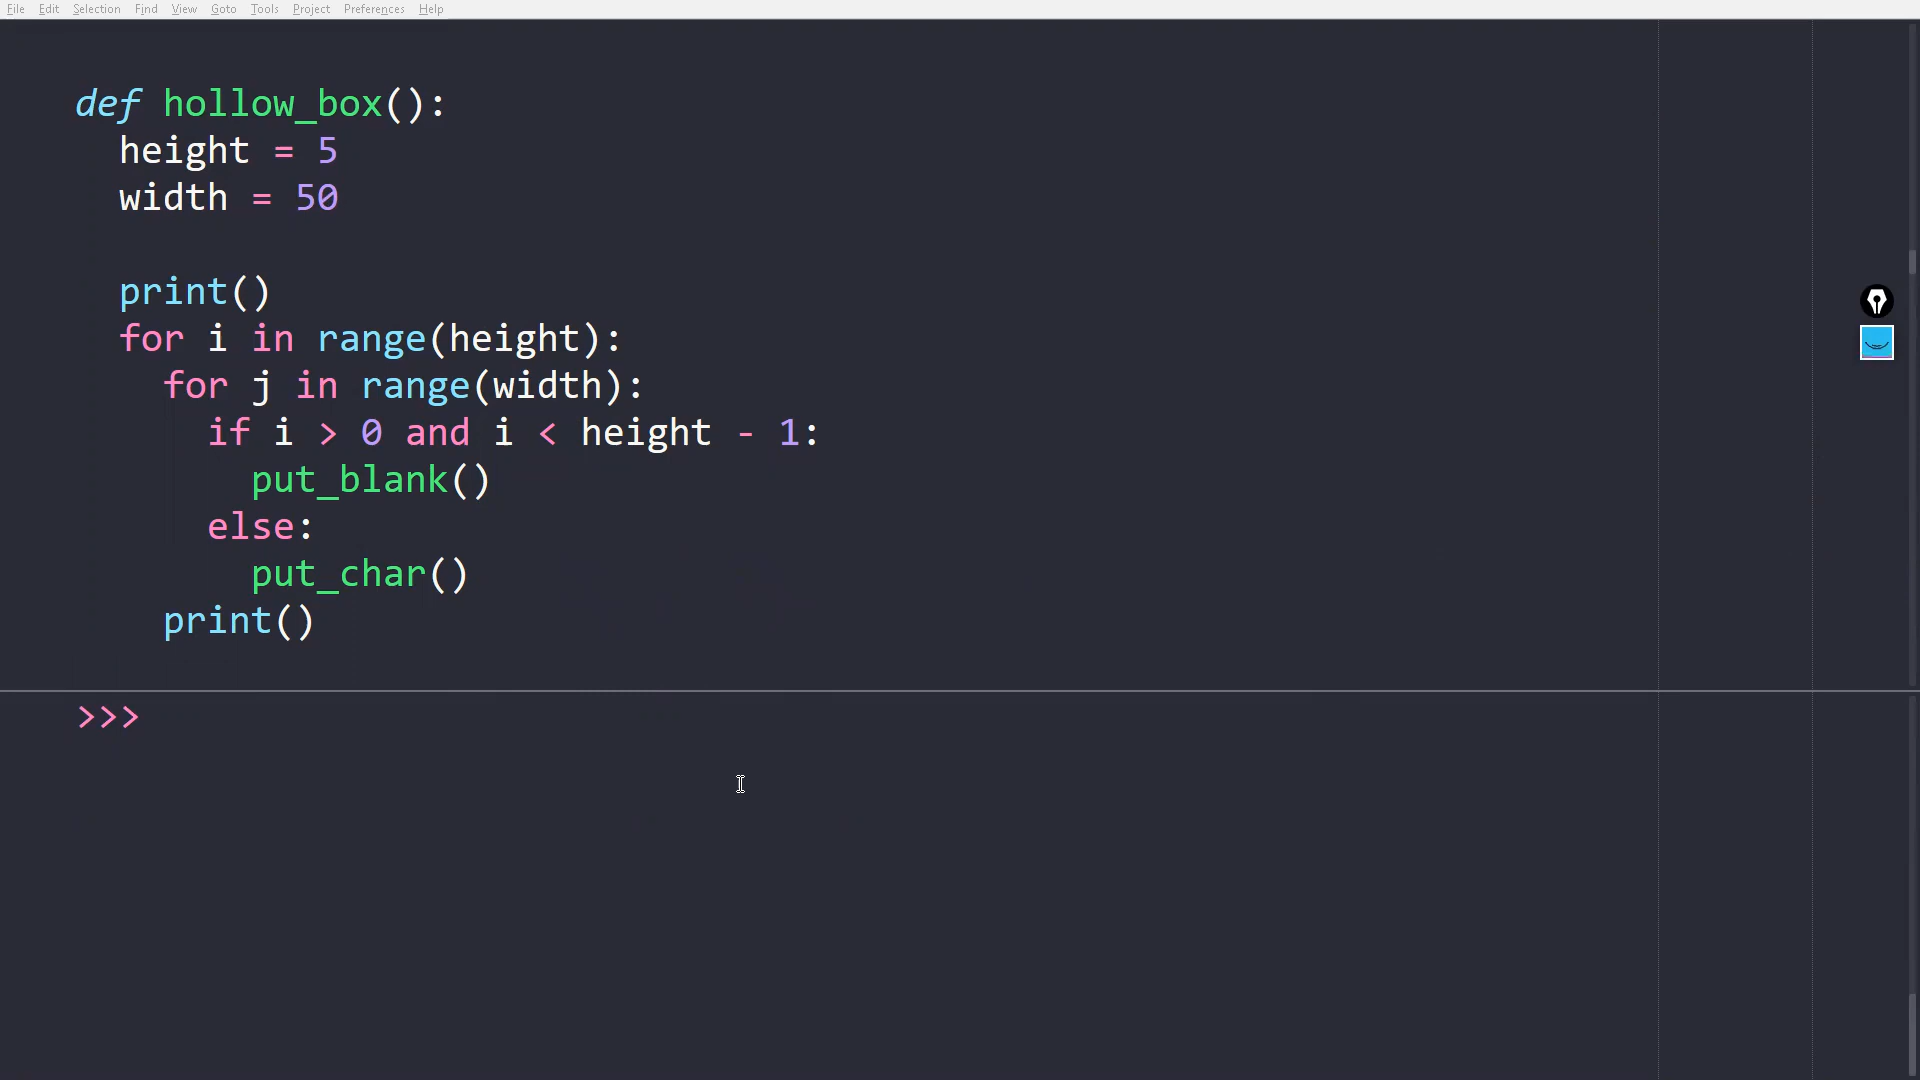 File Edit Selection Find View Goto Tools Project Preferences Help
def hollow_box():
  height = 5
  width = 50

  print()
  for i in range(height):
    for j in range(width):
      if i > 0 and i < height - 1:
        put_blank()
      else:
        put_char()
    print()
>>>